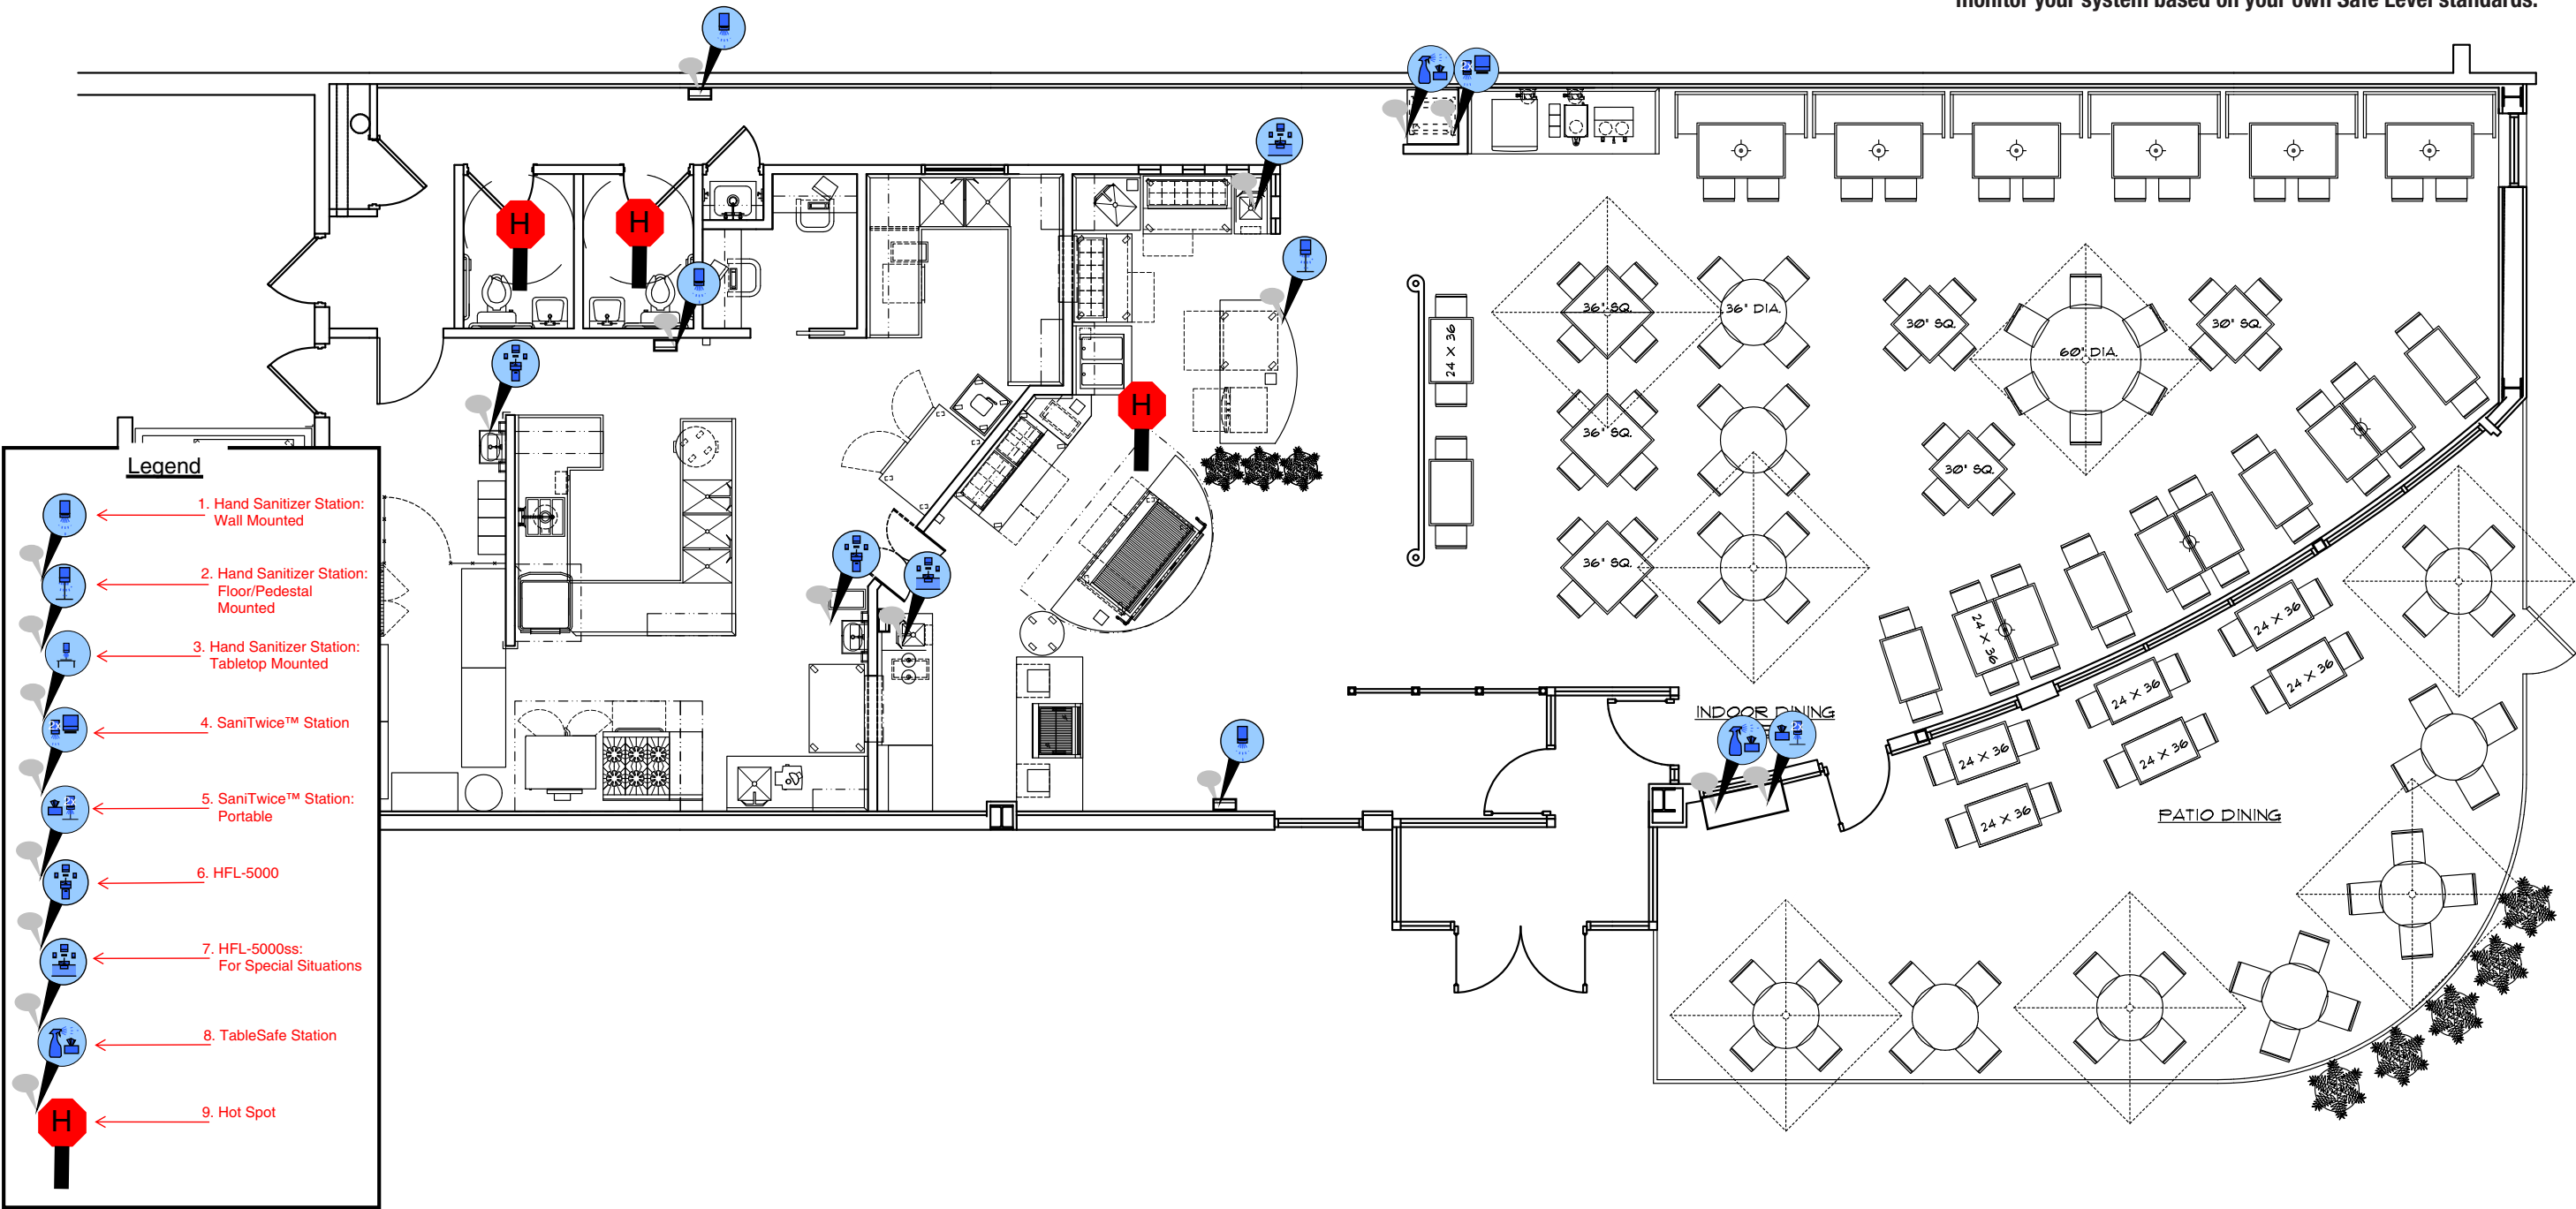 monitor your system based on your own Safe Level standards.
H
H
H
36" SQ.
36" DIA.
24 X 36
30" SQ.
60" DIA.
30" SQ.
36" SQ.
30" SQ.
36" SQ.
24 X 36
24 X 36
24 X 36
24 X 36
24 X 36
24 X 36
24 X 36
INDOOR DINING
PATIO DINING
2X
2X
Legend
1. Hand Sanitizer Station:
Wall Mounted
2. Hand Sanitizer Station:
Floor/Pedestal
Mounted
3. Hand Sanitizer Station:
Tabletop Mounted
2X
4. SaniTwice™ Station
2X
5. SaniTwice™ Station:
Portable
6. HFL-5000
7. HFL-5000ss:
For Special Situations
8. TableSafe Station
H
9. Hot Spot